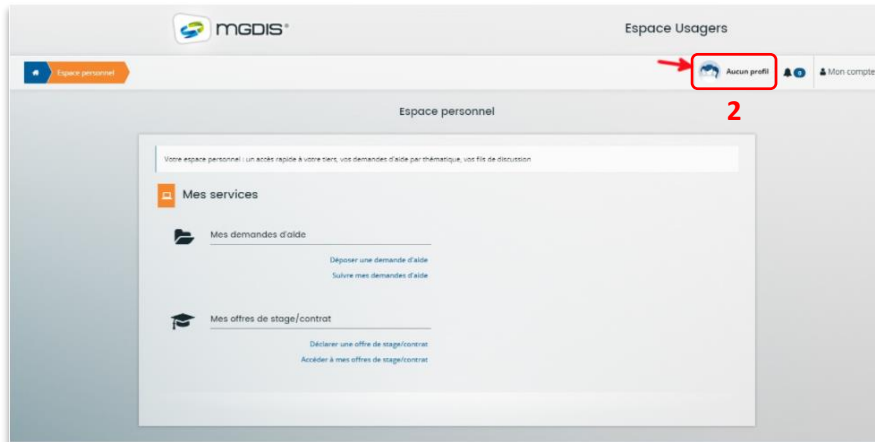 mGDIS®
Espace Usagers
Espace personnel
Aucun profil
0
Mon compte
2
Espace personnel
Votre espace personnel : un accès rapide à votre tiers, vos demandes d'aide par thématique, vos fils de discussion
Mes services
Mes demandes d'aide
Déposer une demande d'aide
Suivre mes demandes d'aide
Mes offres de stage/contrat
Déclarer une offre de stage/contrat
Accéder à mes offres de stage/contrat